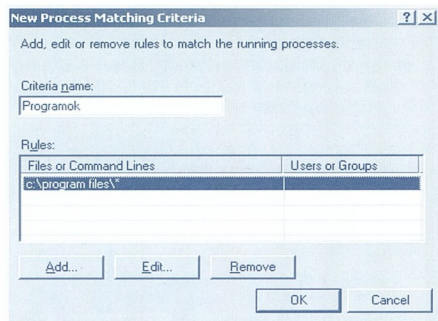 New Process Matching Criteria
Add, edit or remove rules to match the running processes.
Criteria name:
Programok
Rules:
Files or Command Lines Users or Groups
c:\program files\*
Add... Edit... Remove
OK Cancel